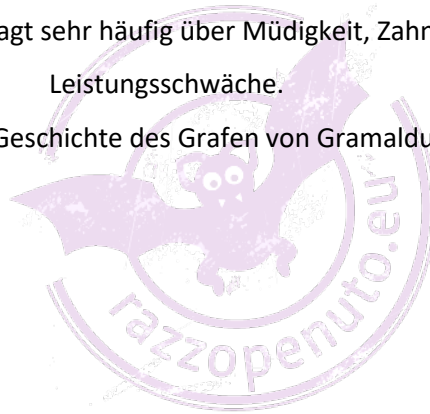 agt sehr häufig über Müdigkeit, Zahn
Leistungsschwäche.
Geschichte des Grafen von Gramaldu
razzopenuto.eu